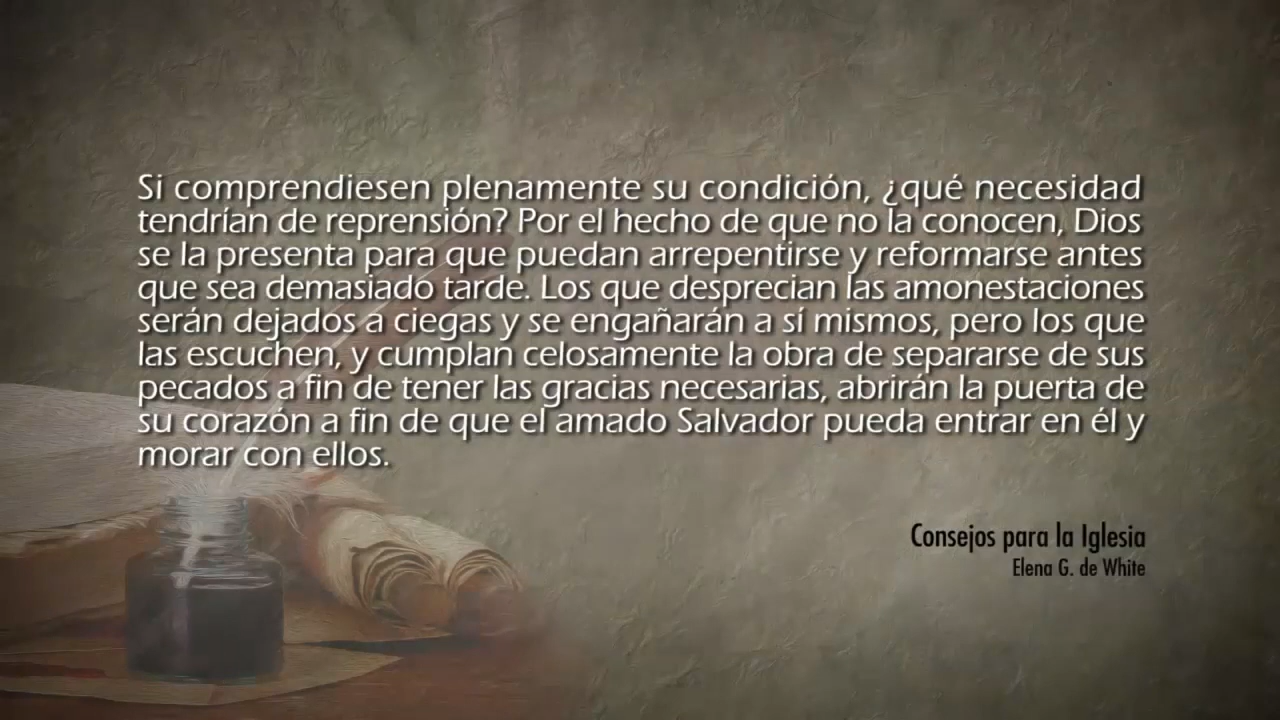 Si comprendiesen plenamente su condición, ¿qué necesidad
tendrían de reprensión? Por el hecho de que no la conocen, Dios
se la presenta para que puedan arrepentirse y reformarse antes
que sea demasiado tarde. Los que desprecian las amonestaciones
serán dejados a ciegas y se engañarán a sí mismos, pero los que
las escuchen, y cumplan celosamente la obra de separarse de sus
pecados a fin de tener las gracias necesarias, abrirán la puerta de
su corazón a fin de que el amado Salvador pueda entrar en él y
morar con ellos.
Consejos para la Iglesia
Elena G. de White